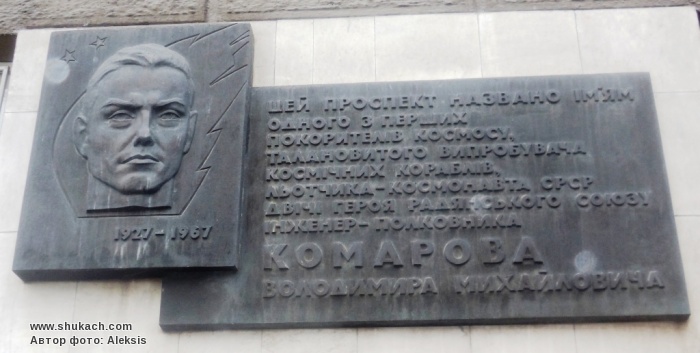 1927-1967
ЦЕЙ ПРОСПЕКТ НАЗВАНО ІМ'ЯМ
ОДНОГО З ПЕРШИХ
ПОКОРИТЕЛІВ КОСМОСУ,
ТАЛАНОВИТОГО ВИПРОБУВАЧА
КОСМІЧНИХ КОРАБЛІВ,
ЛЬОТЧИКА-КОСМОНАВТА СРСР
ДВІЧІ ГЕРОЯ РАДЯНСЬКОГО СОЮЗУ
ІНЖЕНЕР-ПОЛКОВНИКА
КОМАРОВА
ВОЛОДИМИРА МИХАЙЛОВИЧА
www.shukach.com
Автор фото: Aleksis